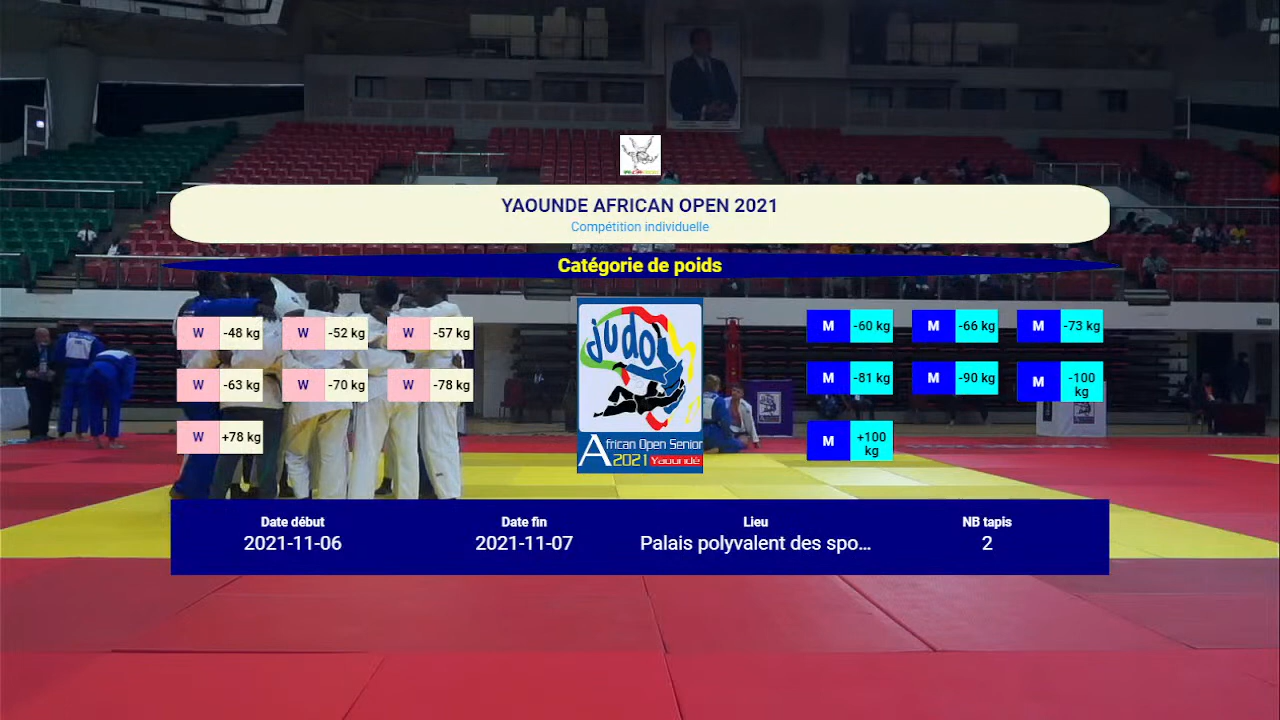 YAOUNDE AFRICAN OPEN 2021
Compétition individuelle
Catégorie de poids
W -48 kg W -52 kg W -57 kg
W -63 kg W -70 kg W -78 kg
W +78 kg
judo
African Open Senior
2021 Yaoundé
M -60 kg M -66 kg M -73 kg
M -81 kg M -90 kg M -100 kg
M +100 kg
Date début Date fin Lieu NB tapis
2021-11-06 2021-11-07 Palais polyvalent des spo... 2